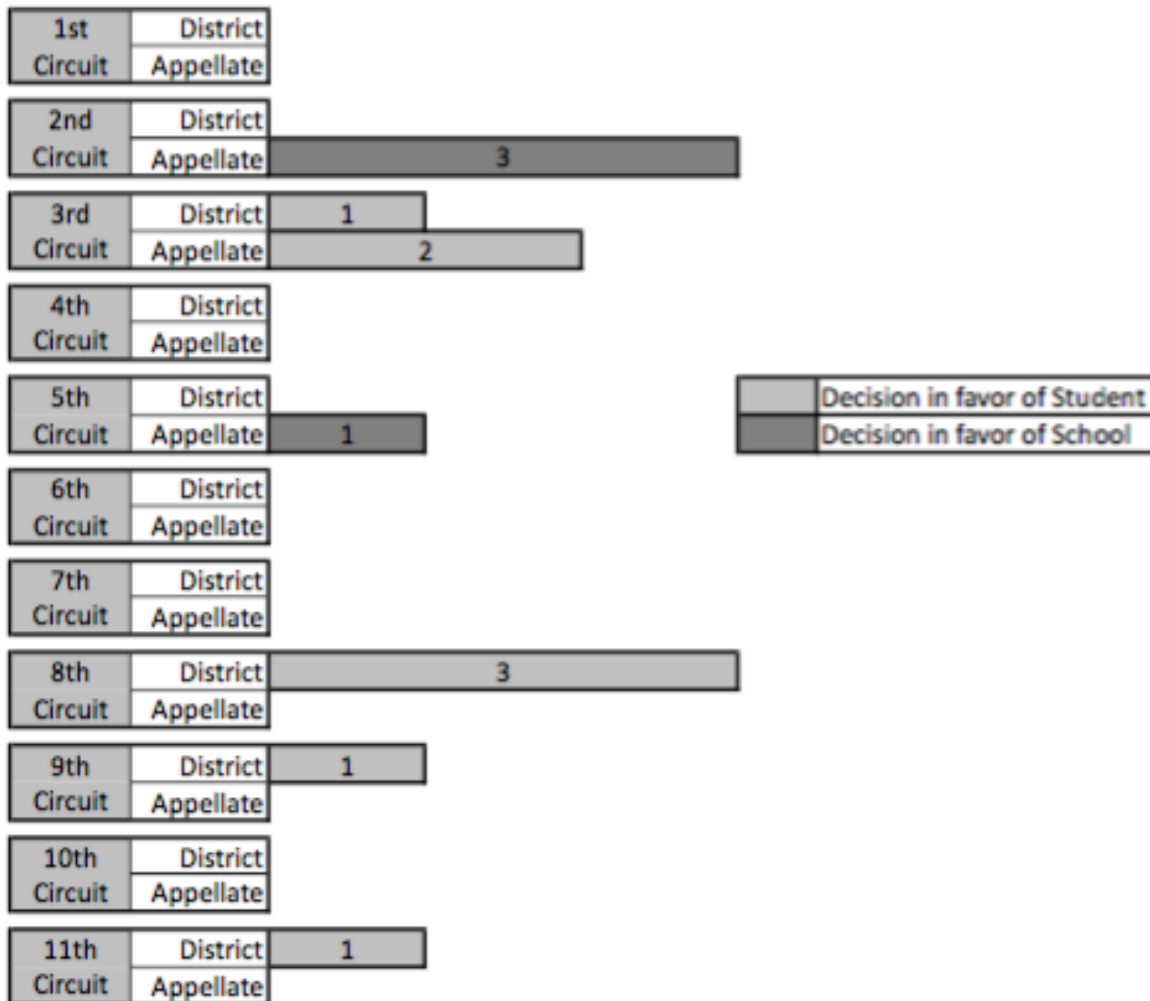 1st District
Circuit Appellate
2nd District
Circuit Appellate 3
3rd District 1
Circuit Appellate 2
4th District
Circuit Appellate
5th District
Decision in favor of Student
Circuit Appellate 1
Decision in favor of School
6th District
Circuit Appellate
7th District
Circuit Appellate
8th District 3
Circuit Appellate
9th District 1
Circuit Appellate
10th District
Circuit Appellate
11th District 1
Circuit Appellate